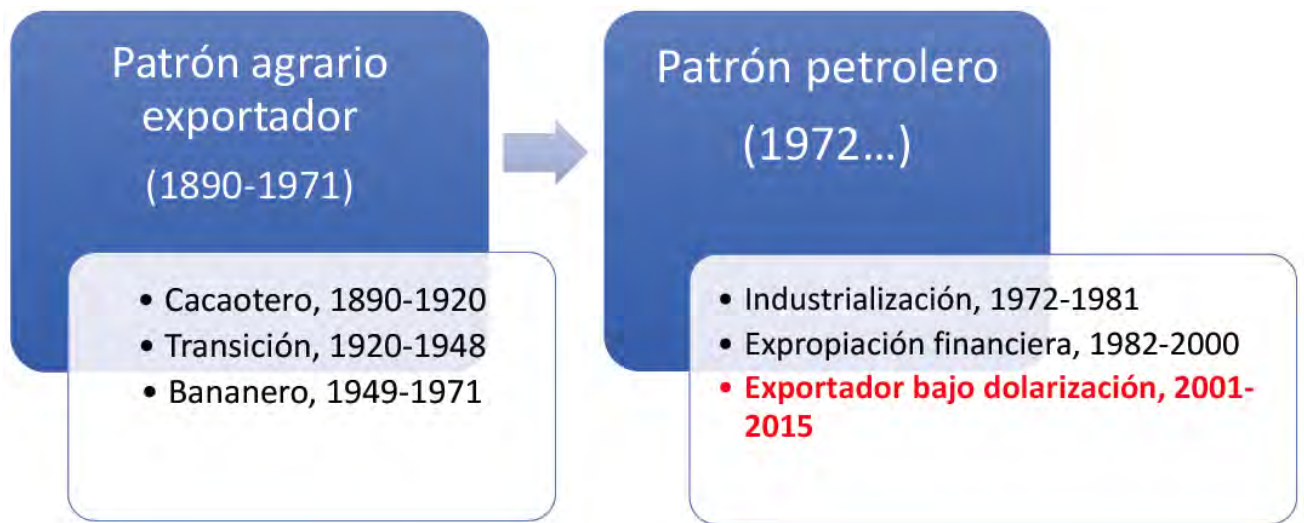 Patrón agrario
exportador
(1890-1971)
• Cacaotero, 1890-1920
• Transición, 1920-1948
• Bananero, 1949-1971
Patrón petrolero
(1972...)
• Industrialización, 1972-1981
• Expropiación financiera, 1982-2000
• Exportador bajo dolarización, 2001-
2015